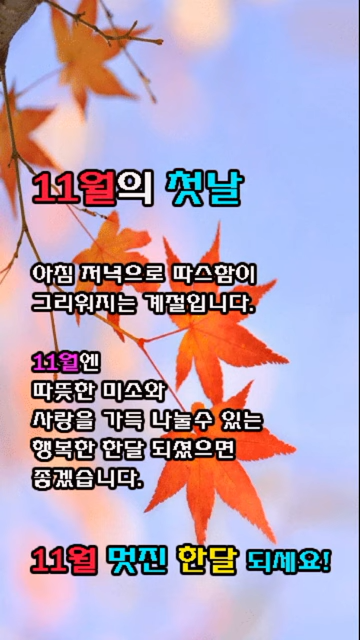 11월의 첫날
아침 저녁으로 따스함이
그리워지는 계절입니다.
11월엔
따뜻한 미소와
사랑을 가득 나눌수 있는
행복한 한달 되셨으면
좋겠습니다.
11월 멋진 한달 되세요!